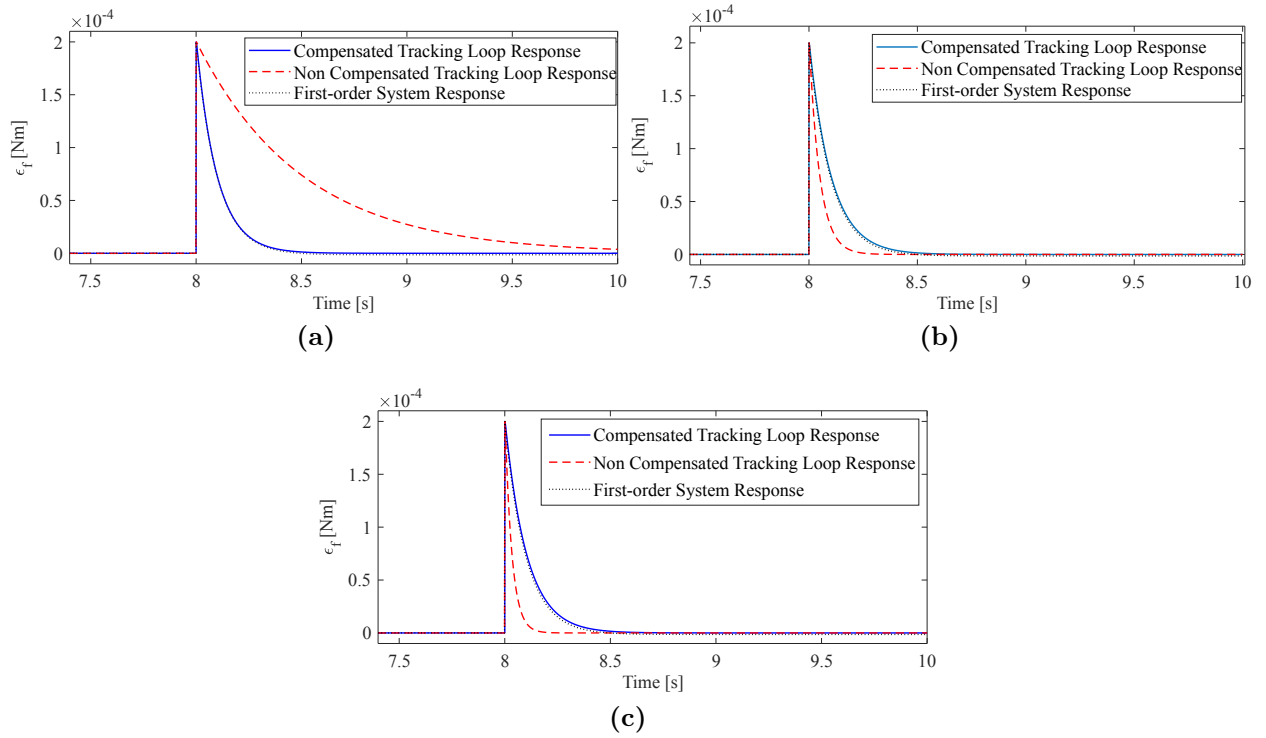 ×10⁻⁴
2
1.5
1
0.5
0
ϵ_f [Nm]
Compensated Tracking Loop Response
Non Compensated Tracking Loop Response
First-order System Response
7.5 8 8.5 9 9.5 10
Time [s]
(a)
×10⁻⁴
2
1.5
1
0.5
0
ϵ_f [Nm]
Compensated Tracking Loop Response
Non Compensated Tracking Loop Response
First-order System Response
7.5 8 8.5 9 9.5 10
Time [s]
(b)
×10⁻⁴
2
1.5
1
0.5
0
ϵ_f [Nm]
Compensated Tracking Loop Response
Non Compensated Tracking Loop Response
First-order System Response
7.5 8 8.5 9 9.5 10
Time [s]
(c)